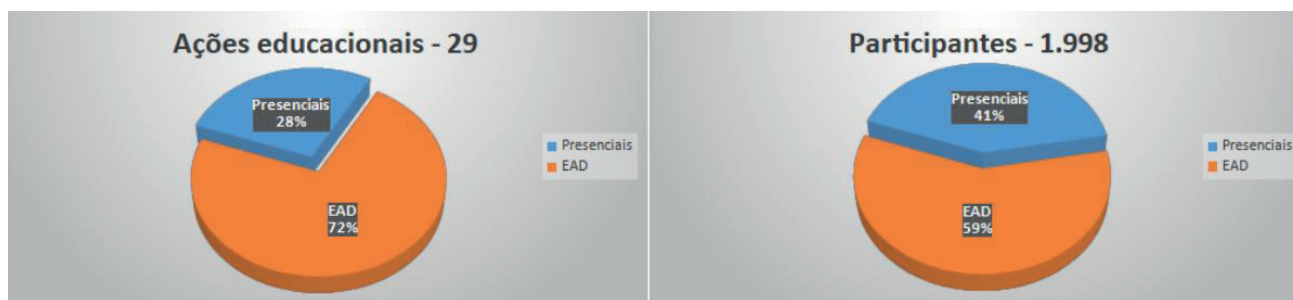 Ações educacionais - 29
Presenciais
28%
EAD
72%
Presenciais
EAD
Participantes - 1.998
Presenciais
41%
EAD
59%
Presenciais
EAD